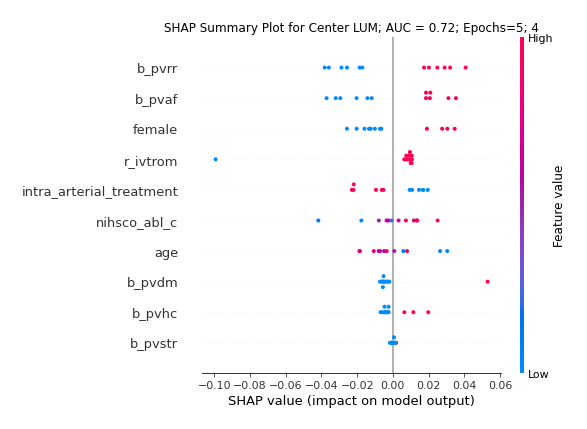 SHAP Summary Plot for Center LUM; AUC = 0.72; Epochs=5; 4
High
b_pvrr
b_pvaf
female
r_ivtrom
intra_arterial_treatment
nihsco_abl_c
age
b_pvdm
b_pvhc
b_pvstr
Feature value
Low
−0.10 −0.08 −0.06 −0.04 −0.02 0.00 0.02 0.04 0.06
SHAP value (impact on model output)